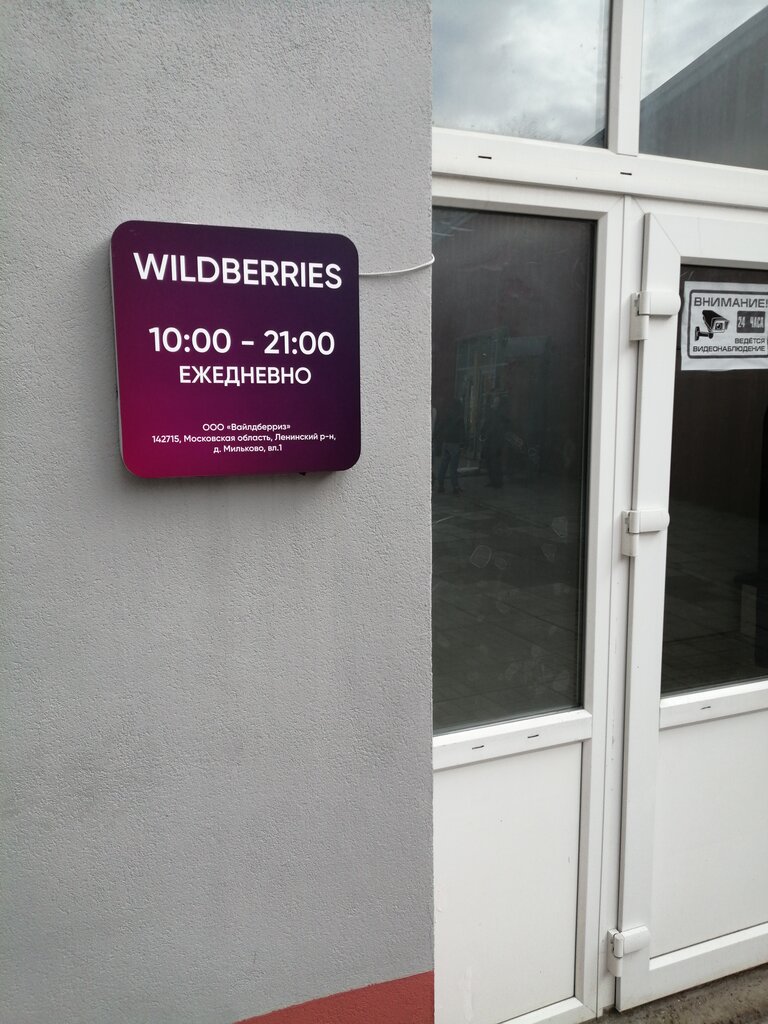 WILDBERRIES
10:00 - 21:00
ЕЖЕДНЕВНО
ООО «Вайлдберриз»
142715, Московская область, Ленинский р-н,
д. Мильково, вл.1
ВНИМАНИЕ!
24 ЧАСА
ВЕДЁТСЯ
ВИДЕОНАБЛЮДЕНИЕ